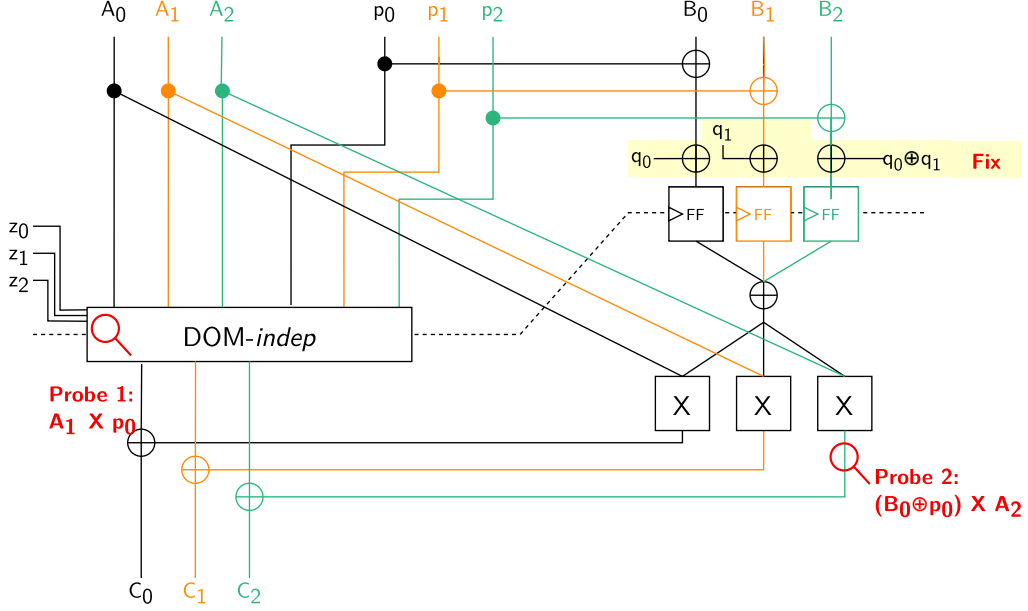 A0 A1 A2 p0 p1 p2 B0 B1 B2
q1
q0 q0⊕q1 Fix
FF FF FF
z0
z1
z2
DOM-indep
Probe 1:
A1 X p0
X X X
Probe 2:
(B0⊕p0) X A2
C0 C1 C2